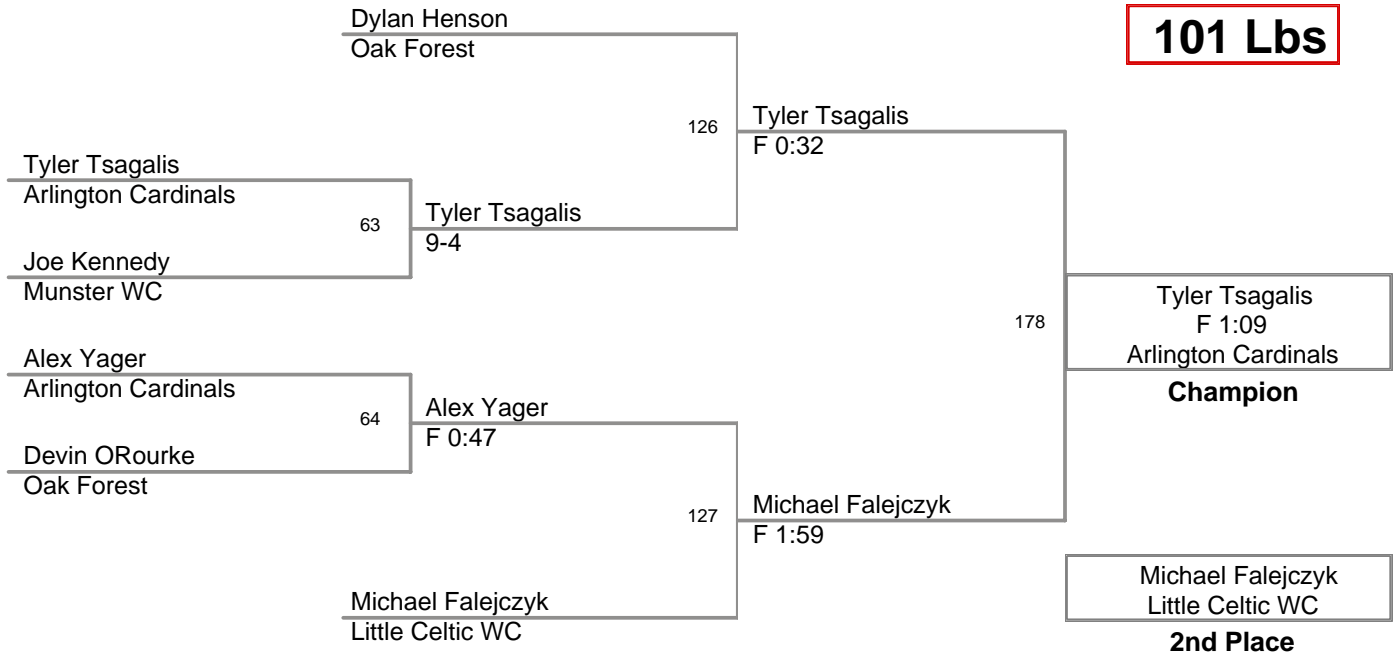 Dylan Henson
Oak Forest
101 Lbs
126
Tyler Tsagalis
F 0:32
Tyler Tsagalis
Arlington Cardinals
63
Tyler Tsagalis
9-4
Joe Kennedy
Munster WC
178
Tyler Tsagalis
F 1:09
Arlington Cardinals
Champion
Alex Yager
Arlington Cardinals
64
Alex Yager
F 0:47
Devin ORourke
Oak Forest
127
Michael Falejczyk
F 1:59
Michael Falejczyk
Little Celtic WC
Michael Falejczyk
Little Celtic WC
2nd Place